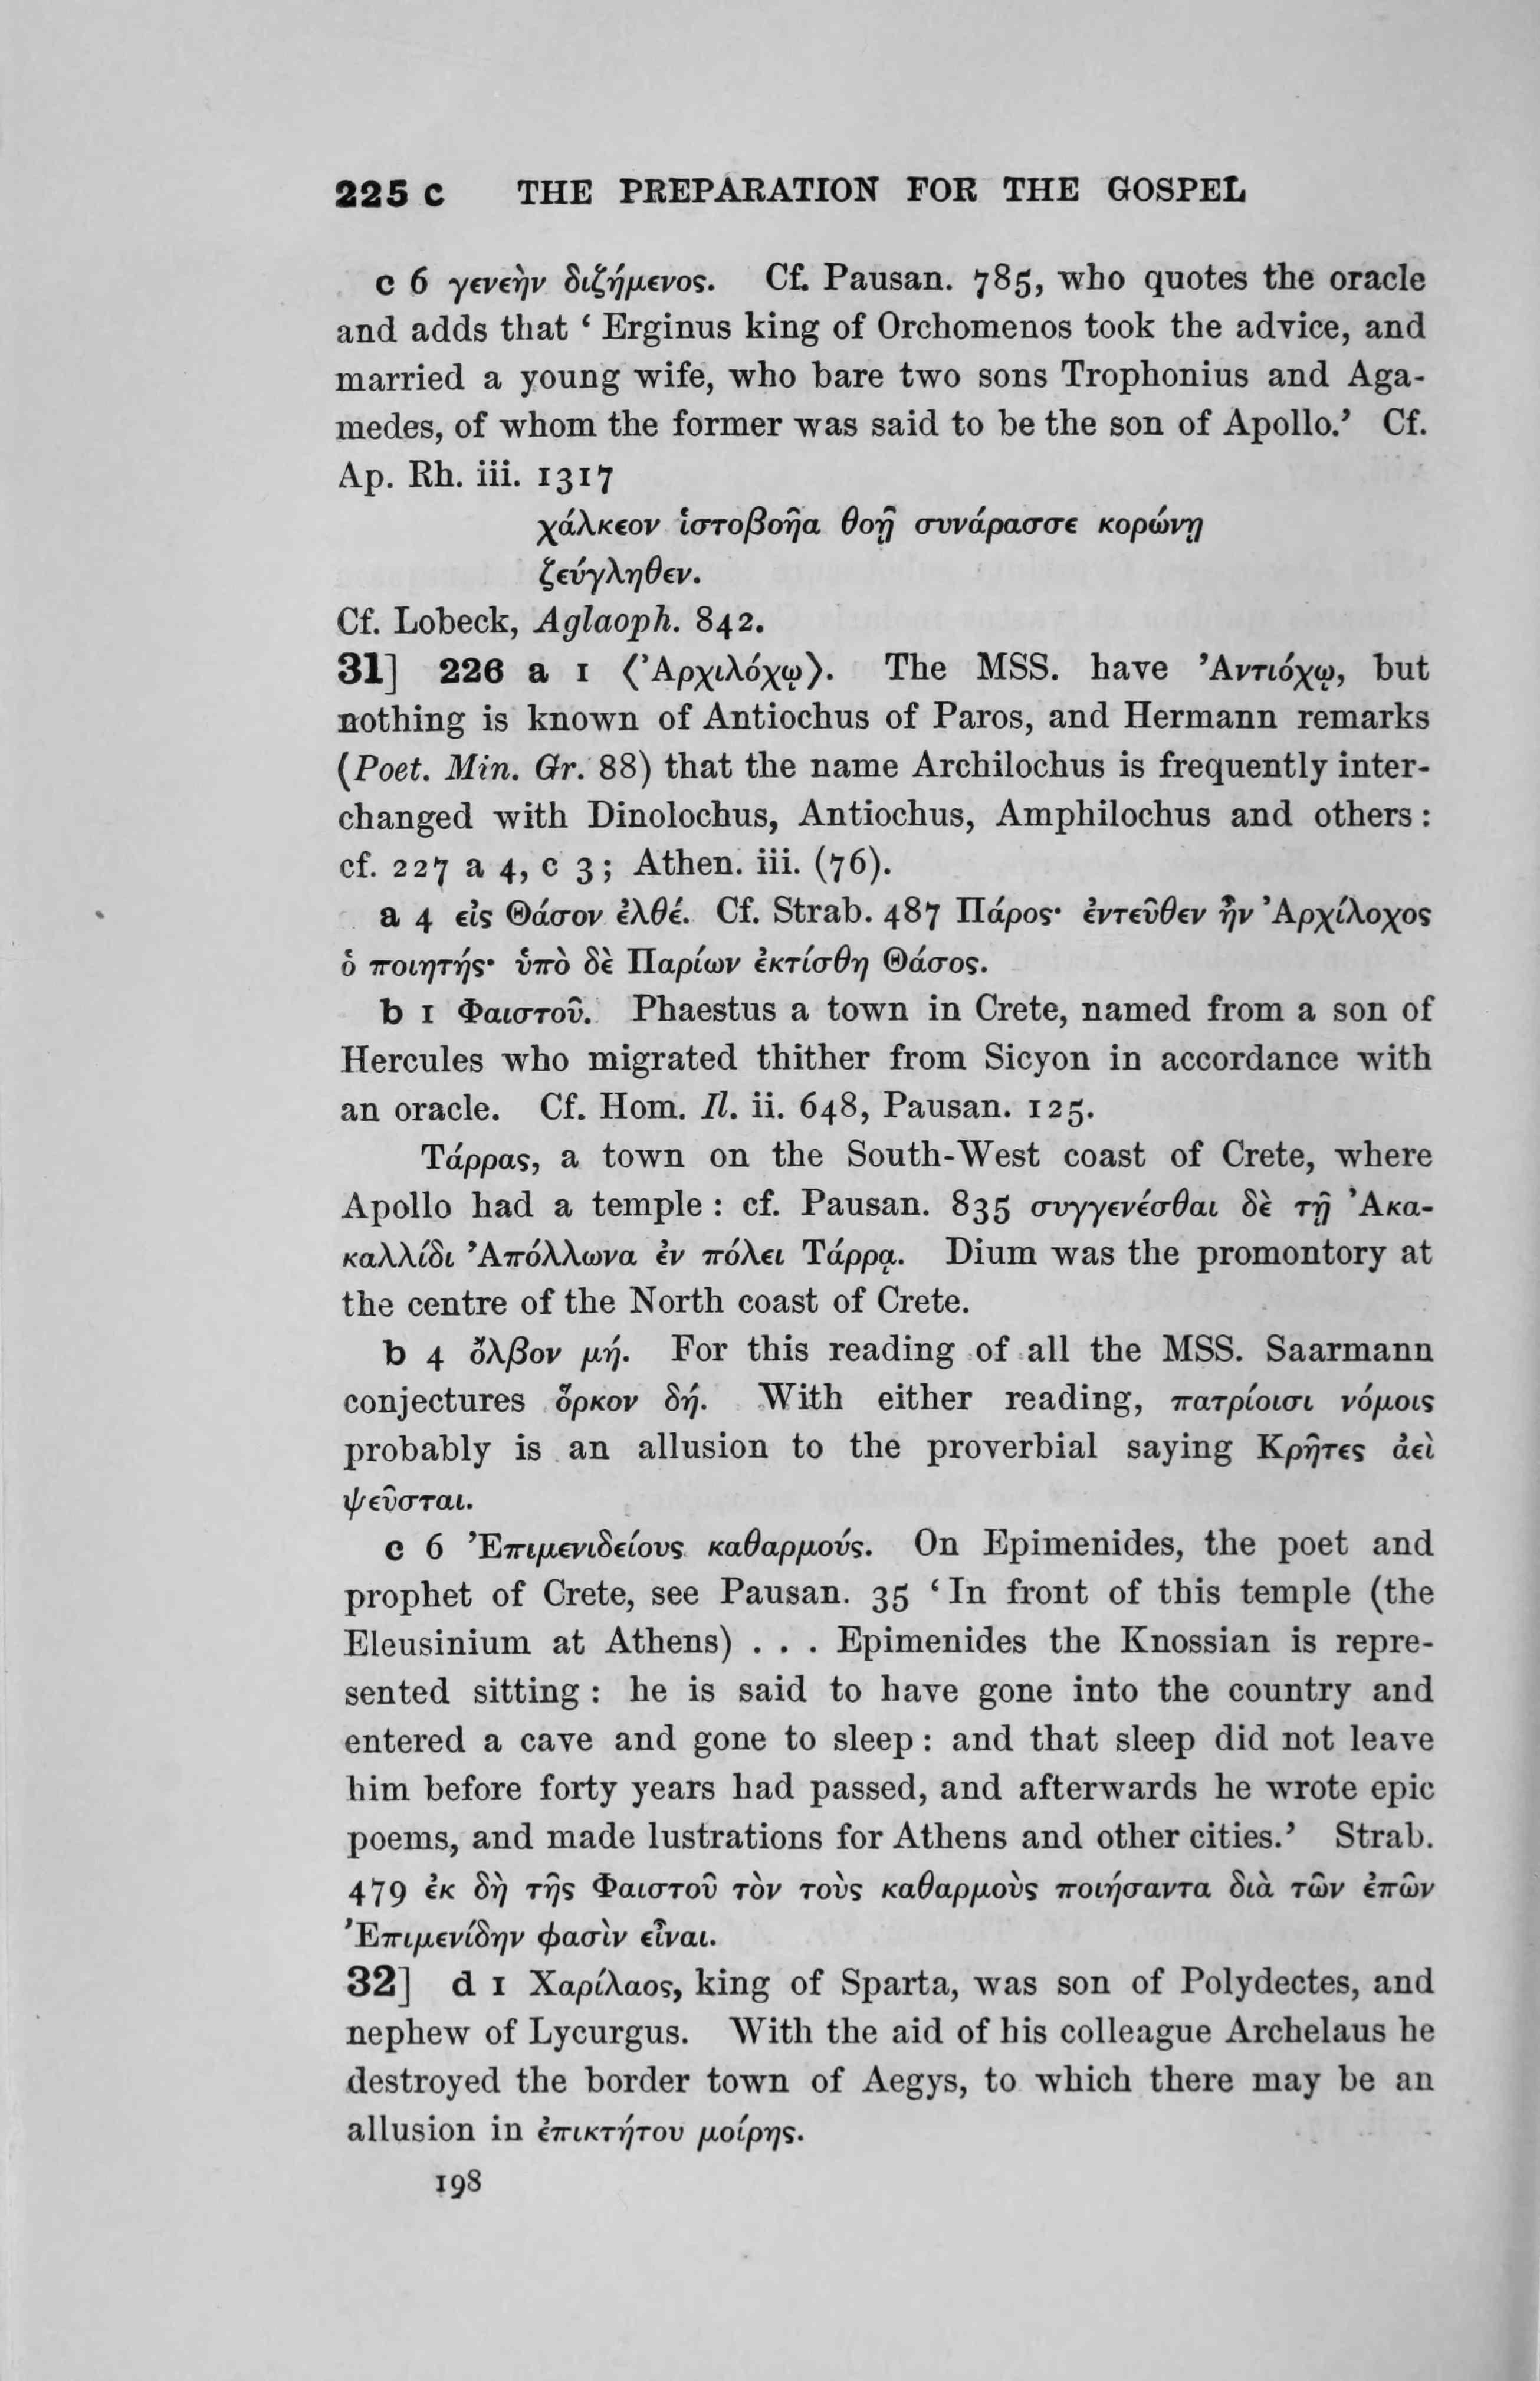 225 c THE PREPARATION FOR THE GOSPEL
c 6 γενεὴν διζήμενος. Cf. Pausan. 785, who quotes the oracle
and adds that ‘ Erginus king of Orchomenos took the advice, and
married a young wife, who bare two sons Trophonius and Aga-
medes, of whom the former was said to be the son of Apollo.’ Cf.
Ap. Rh. iii. 1317
χάλκεον ἱστοβοῆα θοῇ συνάρασσε κορώνῃ
ζεύγληθεν.
Cf. Lobeck, Aglaoph. 842.
31] 226 a 1 ⟨Ἀρχιλόχῳ⟩. The MSS. have Ἀντιόχῳ, but
nothing is known of Antiochus of Paros, and Hermann remarks
(Poet. Min. Gr. 88) that the name Archilochus is frequently inter-
changed with Dinolochus, Antiochus, Amphilochus and others :
cf. 227 a 4, c 3 ; Athen. iii. (76).
a 4 εἰς Θάσον ἐλθέ. Cf. Strab. 487 Πάρος· ἐντεῦθεν ἦν Ἀρχίλοχος
ὁ ποιητής· ὑπὸ δὲ Παρίων ἐκτίσθη Θάσος.
b 1 Φαιστοῦ. Phaestus a town in Crete, named from a son of
Hercules who migrated thither from Sicyon in accordance with
an oracle. Cf. Hom. Il. ii. 648, Pausan. 125.
Τάρρας, a town on the South-West coast of Crete, where
Apollo had a temple : cf. Pausan. 835 συγγενέσθαι δὲ τῇ Ἀκα-
καλλίδι Ἀπόλλωνα ἐν πόλει Τάρρᾳ. Dium was the promontory at
the centre of the North coast of Crete.
b 4 ὄλβον μή. For this reading of all the MSS. Saarmann
conjectures ὅρκον δή. With either reading, πατρίοισι νόμοις
probably is an allusion to the proverbial saying Κρῆτες ἀεὶ
ψεῦσται.
c 6 Ἐπιμενιδείους καθαρμούς. On Epimenides, the poet and
prophet of Crete, see Pausan. 35 ‘ In front of this temple (the
Eleusinium at Athens) . . . Epimenides the Knossian is repre-
sented sitting : he is said to have gone into the country and
entered a cave and gone to sleep : and that sleep did not leave
him before forty years had passed, and afterwards he wrote epic
poems, and made lustrations for Athens and other cities.’ Strab.
479 ἐκ δὴ τῆς Φαιστοῦ τὸν τοὺς καθαρμοὺς ποιήσαντα διὰ τῶν ἐπῶν
Ἐπιμενίδην φασὶν εἶναι.
32] d 1 Χαρίλαος, king of Sparta, was son of Polydectes, and
nephew of Lycurgus. With the aid of his colleague Archelaus he
destroyed the border town of Aegys, to which there may be an
allusion in ἐπικτήτου μοίρης.
198